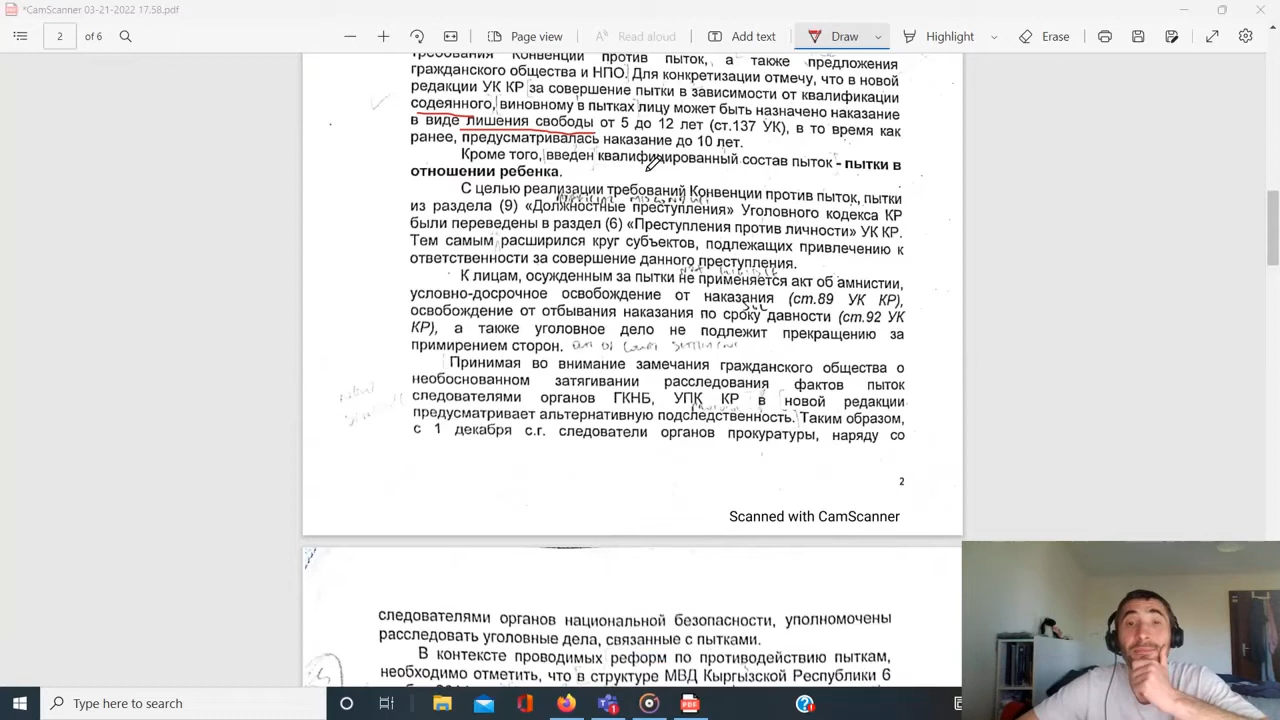 *CamScanner 03-21-2022 17.58.pdf
2 of 6
Page view
Read aloud
Add text
Draw
Highlight
Erase
требования Конвенции против пыток, а также предложения
гражданского общества и НПО. Для конкретизации отмечу, что в новой
редакции УК КР за совершение пытки в зависимости от квалификации
содеянного, виновному в пытках лицу может быть назначено наказание
в виде лишения свободы от 5 до 12 лет (ст.137 УК), в то время как
ранее, предусматривалась наказание до 10 лет.
Кроме того, введен квалифицированный состав пыток - пытки в
отношении ребенка.
С целью реализации требований Конвенции против пыток, пытки
из раздела (9) «Должностные преступления» Уголовного кодекса КР
были переведены в раздел (6) «Преступления против личности» УК КР.
Тем самым расширился круг субъектов, подлежащих привлечению к
ответственности за совершение данного преступления.
К лицам, осужденным за пытки не применяется акт об амнистии,
условно-досрочное освобождение от наказания (ст.89 УК КР),
освобождение от отбывания наказания по сроку давности (ст.92 УК
КР), а также уголовное дело не подлежит прекращению за
примирением сторон. out of court settlement
Принимая во внимание замечания гражданского общества о
необоснованном затягивании расследования фактов пыток
следователями органов ГКНБ, УПК КР в новой редакции
предусматривает альтернативную подследственность. Таким образом,
с 1 декабря с.г. следователи органов прокуратуры, наряду со
2
Scanned with CamScanner
следователями органов национальной безопасности, уполномочены
расследовать уголовные дела, связанные с пытками.
В контексте проводимых реформ по противодействию пыткам,
необходимо отметить, что в структуре МВД Кыргызской Республики 6
Type here to search